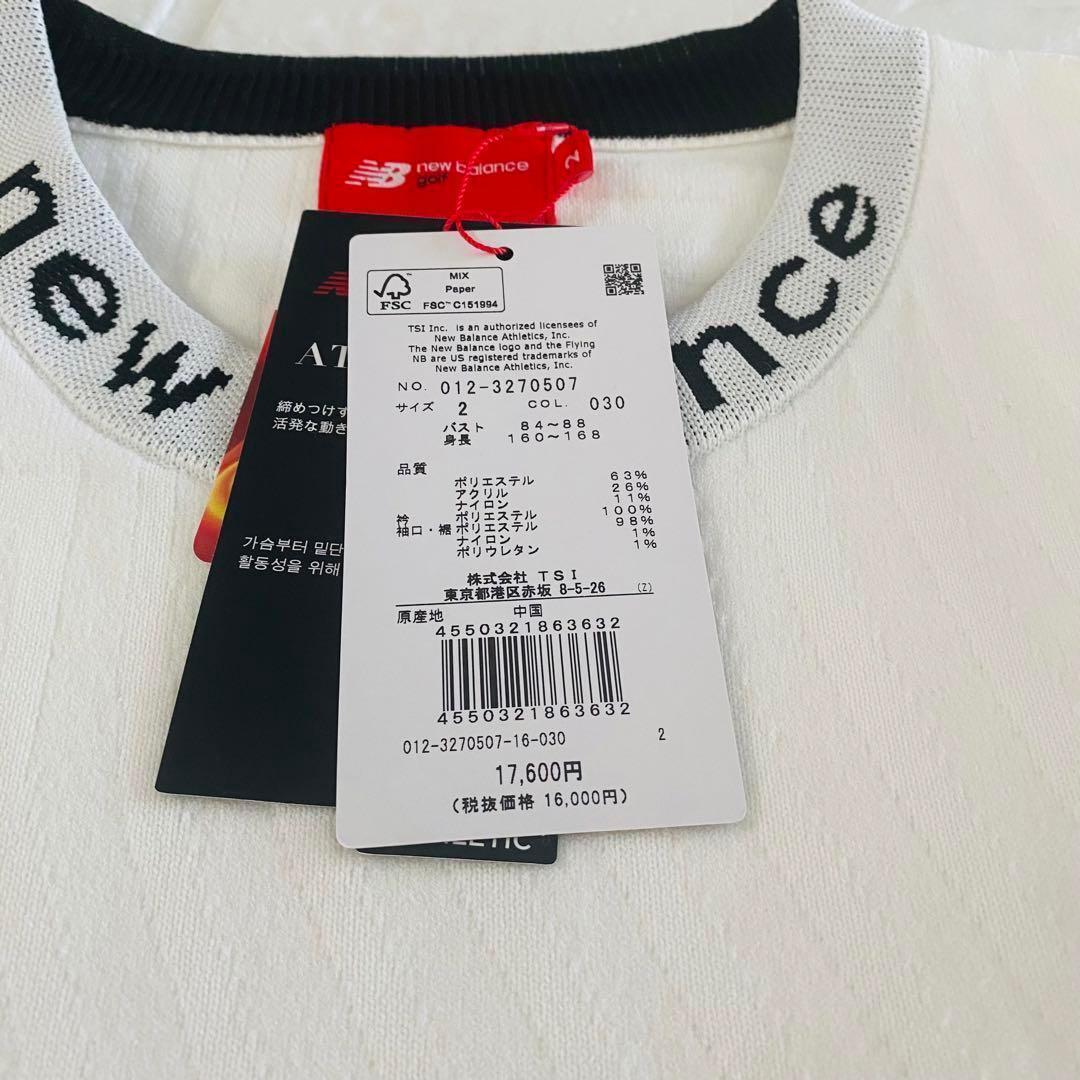 new
nce
new balance
golf
2
AT
締めつけず
活発な動き
가슴부터 밑단
활동성을 위해
MIX
Paper
FSC™ C151994
FSC
TSI Inc. is an authorized licensees of
New Balance Athletics, Inc.
The New Balance logo and the Flying
NB are US registered trademarks of
New Balance Athletics, Inc.
NO. 012-3270507
サイズ 2 COL. 030
バスト 84〜88
身長 160〜168
品質
ポリエステル 63%
アクリル 26%
ナイロン 11%
衿 ポリエステル 100%
袖口・裾 ポリエステル 98%
ナイロン 1%
ポリウレタン 1%
株式会社 TSI
東京都港区赤坂 8-5-26 (Z)
原産地 中国
4550321863632
4550321863632
012-3270507-16-030 2
17,600円
(税抜価格 16,000円)